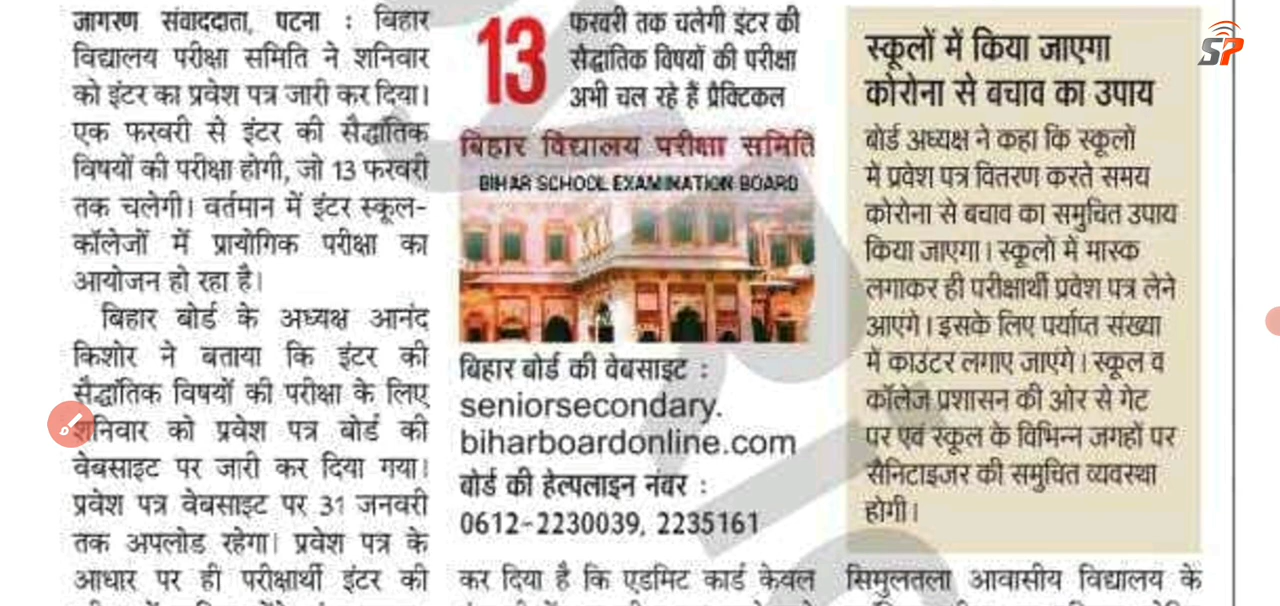 जागरण संवाददाता, पटना : बिहार
विद्यालय परीक्षा समिति ने शनिवार
को इंटर का प्रवेश पत्र जारी कर दिया।
एक फरवरी से इंटर की सैद्धांतिक
विषयों की परीक्षा होगी, जो 13 फरवरी
तक चलेगी। वर्तमान में इंटर स्कूल-
कॉलेजों में प्रायोगिक परीक्षा का
आयोजन हो रहा है।
बिहार बोर्ड के अध्यक्ष आनंद
किशोर ने बताया कि इंटर की
सैद्धांतिक विषयों की परीक्षा के लिए
शनिवार को प्रवेश पत्र बोर्ड की
वेबसाइट पर जारी कर दिया गया।
प्रवेश पत्र वेबसाइट पर 31 जनवरी
तक अपलोड रहेगा। प्रवेश पत्र के
आधार पर ही परीक्षार्थी इंटर की
13
फरवरी तक चलेगी इंटर की
सैद्धांतिक विषयों की परीक्षा
अभी चल रहे हैं प्रैक्टिकल
बिहार विद्यालय परीक्षा समिति
BIHAR SCHOOL EXAMINATION BOARD
बिहार बोर्ड की वेबसाइट :
seniorsecondary.
biharboardonline.com
बोर्ड की हेल्पलाइन नंबर :
0612-2230039, 2235161
कर दिया है कि एडमिट कार्ड केवल
स्कूलों में किया जाएगा
कोरोना से बचाव का उपाय
बोर्ड अध्यक्ष ने कहा कि स्कूलों
में प्रवेश पत्र वितरण करते समय
कोरोना से बचाव का समुचित उपाय
किया जाएगा। स्कूलों में मास्क
लगाकर ही परीक्षार्थी प्रवेश पत्र लेने
आएंगे। इसके लिए पर्याप्त संख्या
में काउंटर लगाए जाएंगे। स्कूल व
कॉलेज प्रशासन की ओर से गेट
पर एवं स्कूल के विभिन्न जगहों पर
सैनिटाइजर की समुचित व्यवस्था
होगी।
सिमुलतला आवासीय विद्यालय के
SP